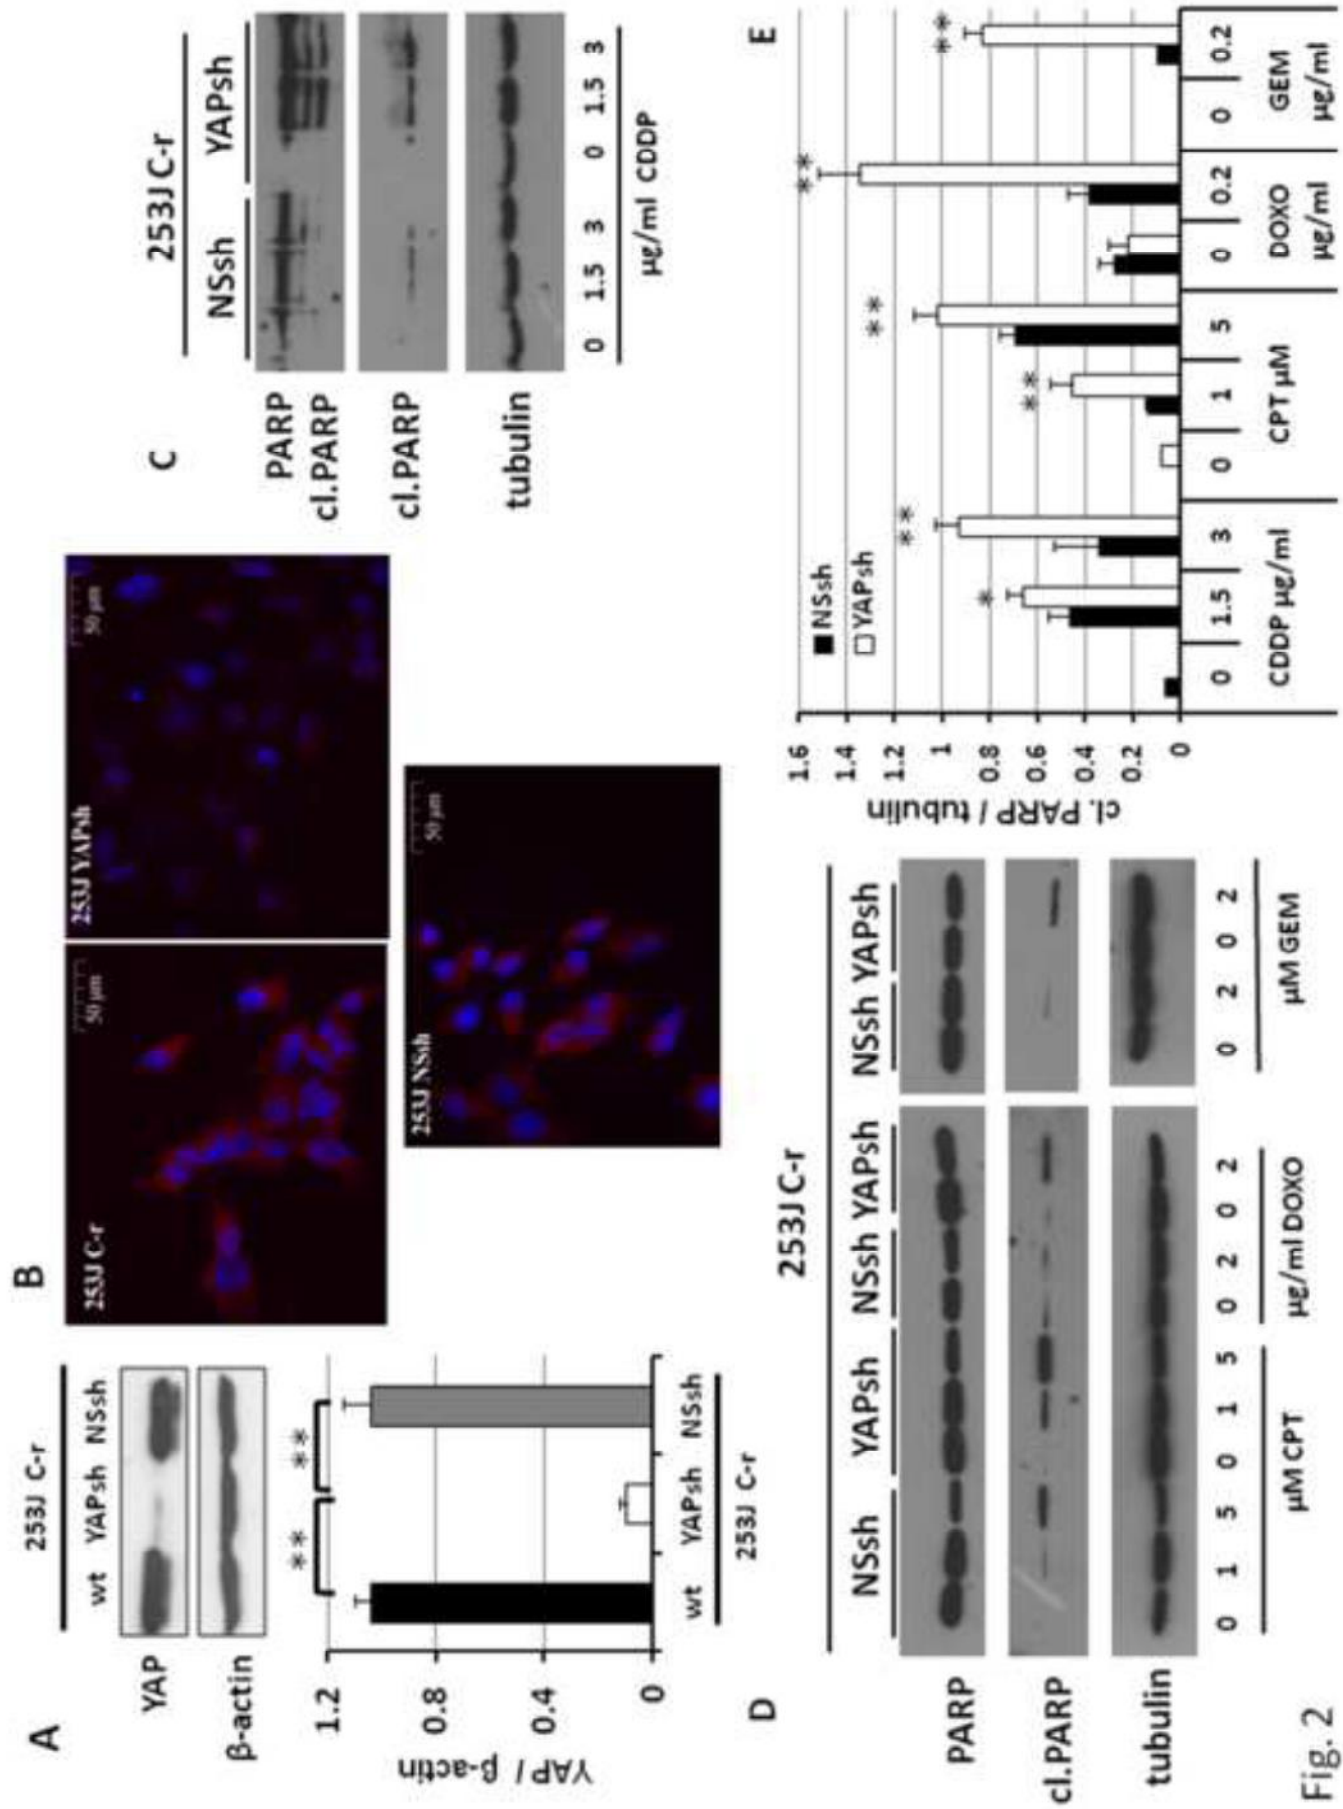 A
253J C-r
wt YAPsh NSsh
YAP
β-actin
1.2
0.8
0.4
0
YAP / β-actin
** **
wt YAPsh NSsh
253J C-r
B
253J C-r
50 µm
253J YAPsh
50 µm
253J NSsh
50 µm
C
253J C-r
NSsh YAPsh
PARP
cl.PARP
cl.PARP
tubulin
0 1.5 3 0 1.5 3
µg/ml CDDP
D
253J C-r
NSsh YAPsh NSsh YAPsh NSsh YAPsh
PARP
cl.PARP
tubulin
0 1 5 0 1 5 0 2 0 2 0 2 0 2
µM CPT µg/ml DOXO µM GEM
E
NSsh
YAPsh
1.6
1.4
1.2
1
0.8
0.6
0.4
0.2
0
cl. PARP / tubulin
* ** ** ** ** **
0 1.5 3 0 1 5 0 0.2 0 0.2
CDDP µg/ml CPT µM DOXO GEM
µg/ml µg/ml
Fig. 2